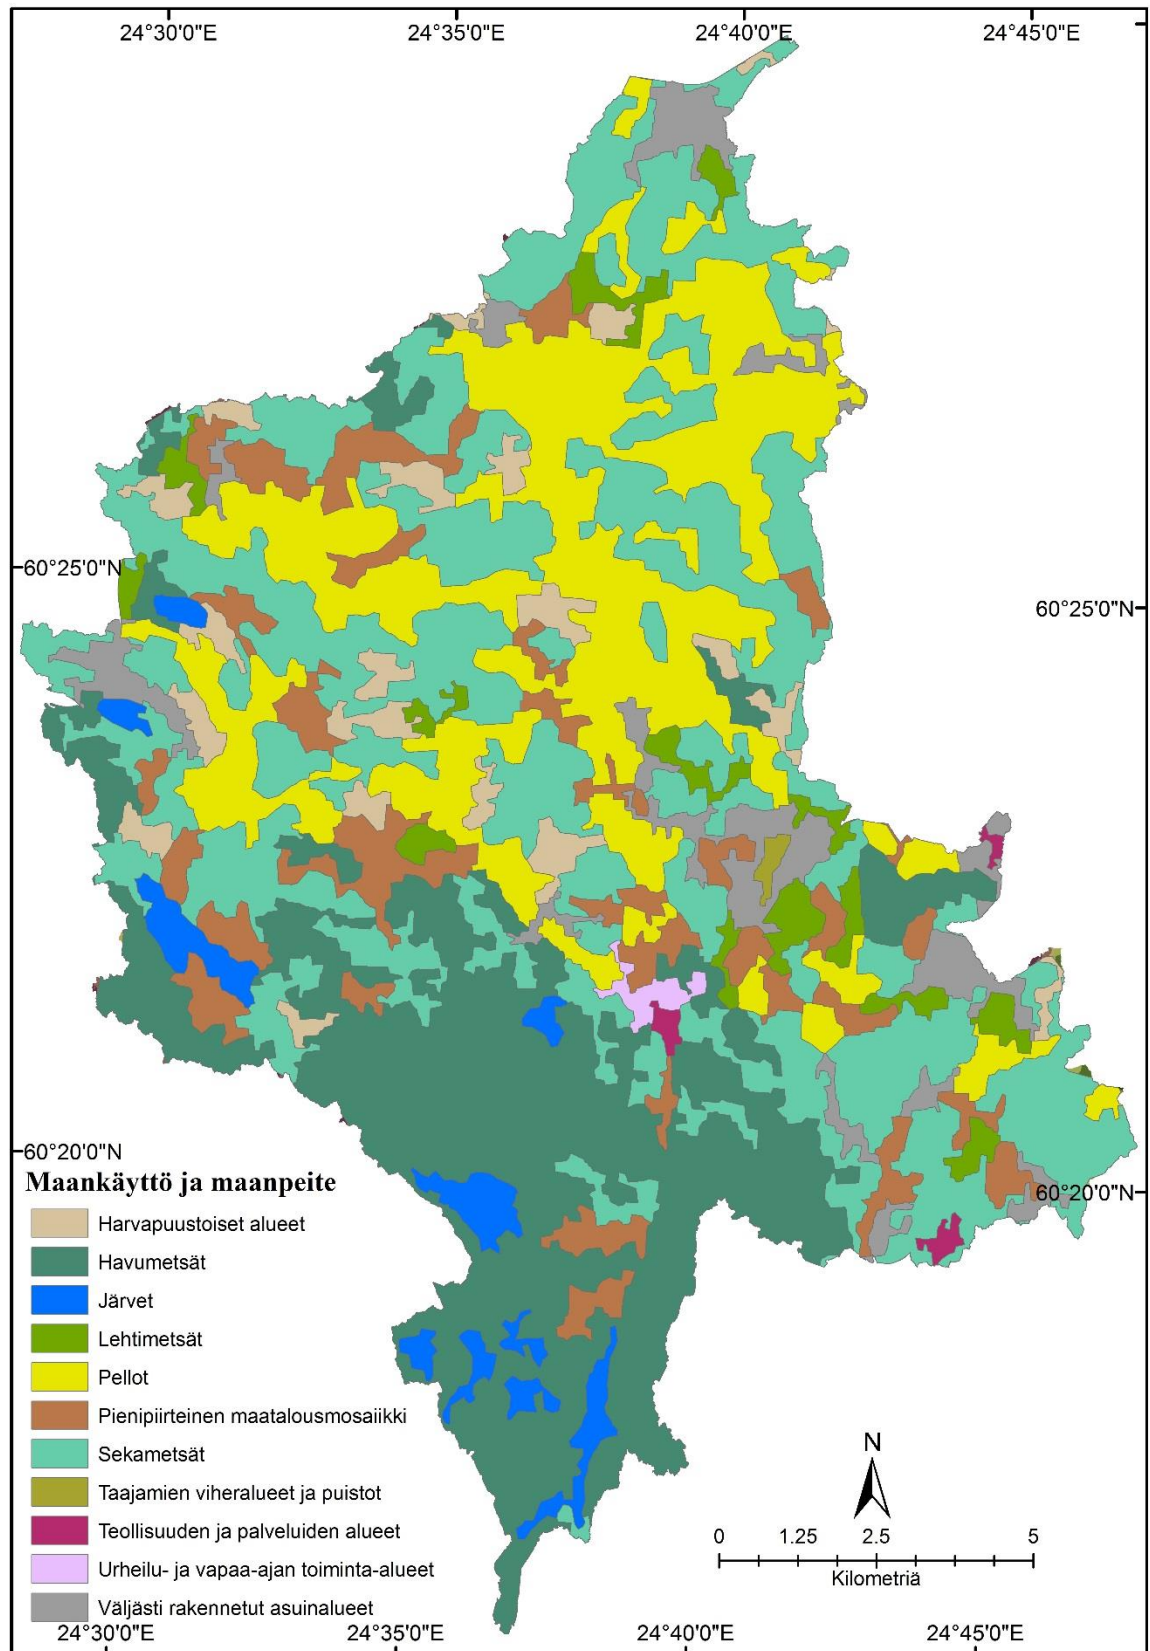 24°30'0"E 24°35'0"E 24°40'0"E 24°45'0"E
60°25'0"N
60°25'0"N
60°20'0"N
60°20'0"N
Maankäyttö ja maanpeite
Harvapuustoiset alueet
Havumetsät
Järvet
Lehtimetsät
Pellot
Pienipiirteinen maatalousmosaiikki
Sekametsät
Taajamien viheralueet ja puistot
Teollisuuden ja palveluiden alueet
Urheilu- ja vapaa-ajan toiminta-alueet
Väljästi rakennetut asuinalueet
N
0 1.25 2.5 5
Kilometriä
24°30'0"E 24°35'0"E 24°40'0"E 24°45'0"E